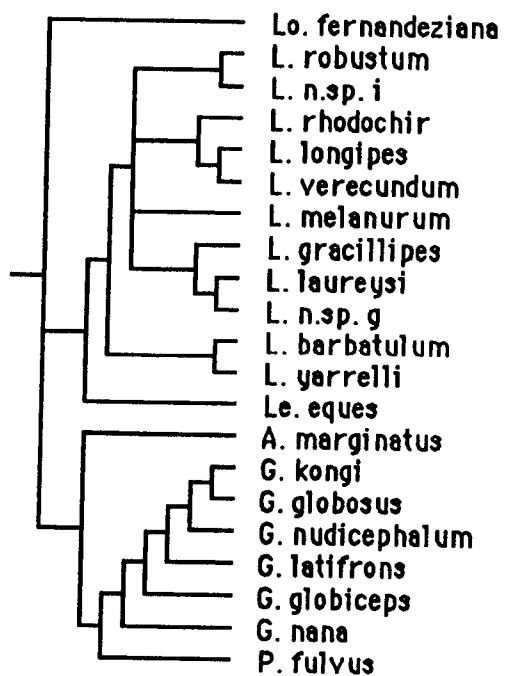 Lo. fernandeziana
L. robustum
L. n.sp. i
L. rhodochir
L. longipes
L. verecundum
L. melanurum
L. gracillipes
L. laureysi
L. n.sp. g
L. barbatulum
L. yarrelli
Le. eques
A. marginatus
G. kongi
G. globosus
G. nudicephalum
G. latifrons
G. globiceps
G. nana
P. fulvus